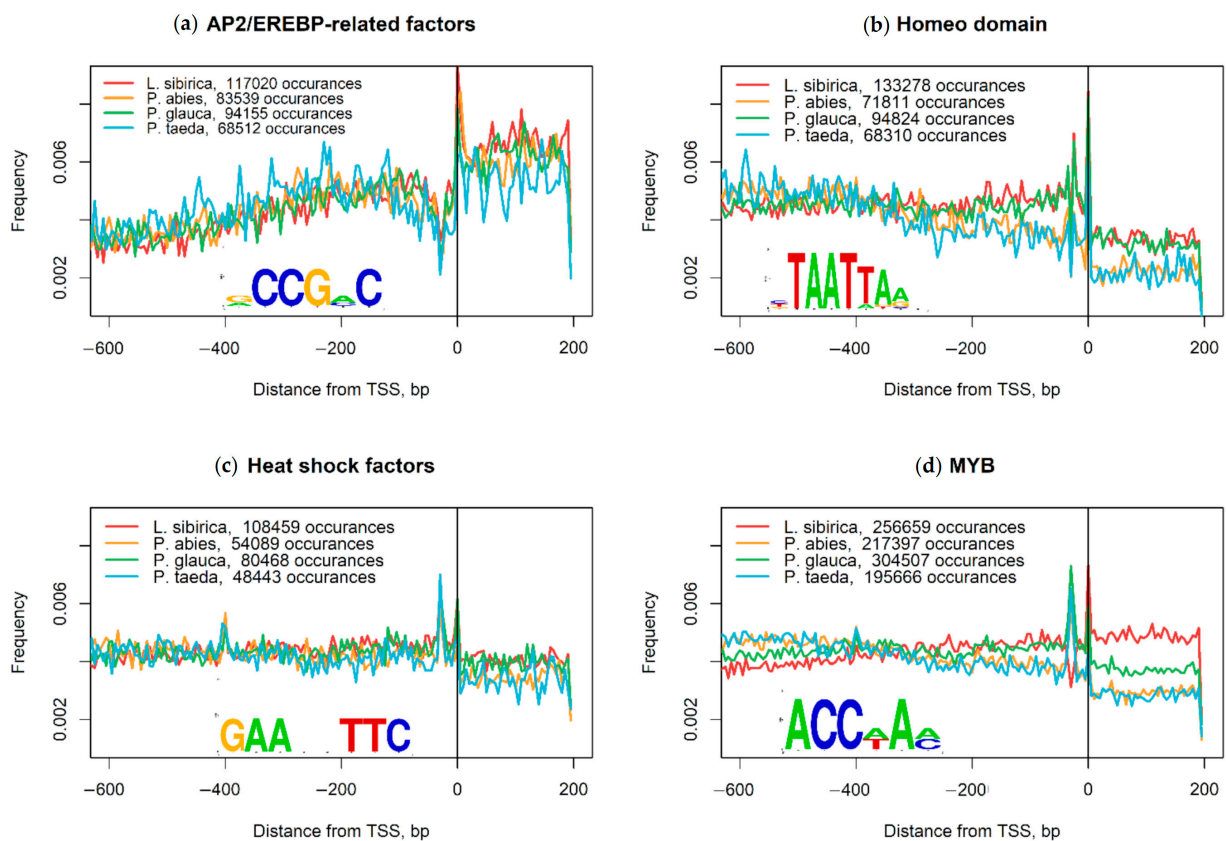 (a) AP2/EREBP-related factors
L. sibirica, 117020 occurances
P. abies, 83539 occurances
P. glauca, 94155 occurances
P. taeda, 68512 occurances
Frequency
0.002
0.006
CCG C
−600
−400
−200
0
200
Distance from TSS, bp
(b) Homeo domain
L. sibirica, 133278 occurances
P. abies, 71811 occurances
P. glauca, 94824 occurances
P. taeda, 68310 occurances
Frequency
0.002
0.006
TAATTAA
−600
−400
−200
0
200
Distance from TSS, bp
(c) Heat shock factors
L. sibirica, 108459 occurances
P. abies, 54089 occurances
P. glauca, 80468 occurances
P. taeda, 48443 occurances
Frequency
0.002
0.006
GAA TTC
−600
−400
−200
0
200
Distance from TSS, bp
(d) MYB
L. sibirica, 256659 occurances
P. abies, 217397 occurances
P. glauca, 304507 occurances
P. taeda, 195666 occurances
Frequency
0.002
0.006
ACC A
−600
−400
−200
0
200
Distance from TSS, bp